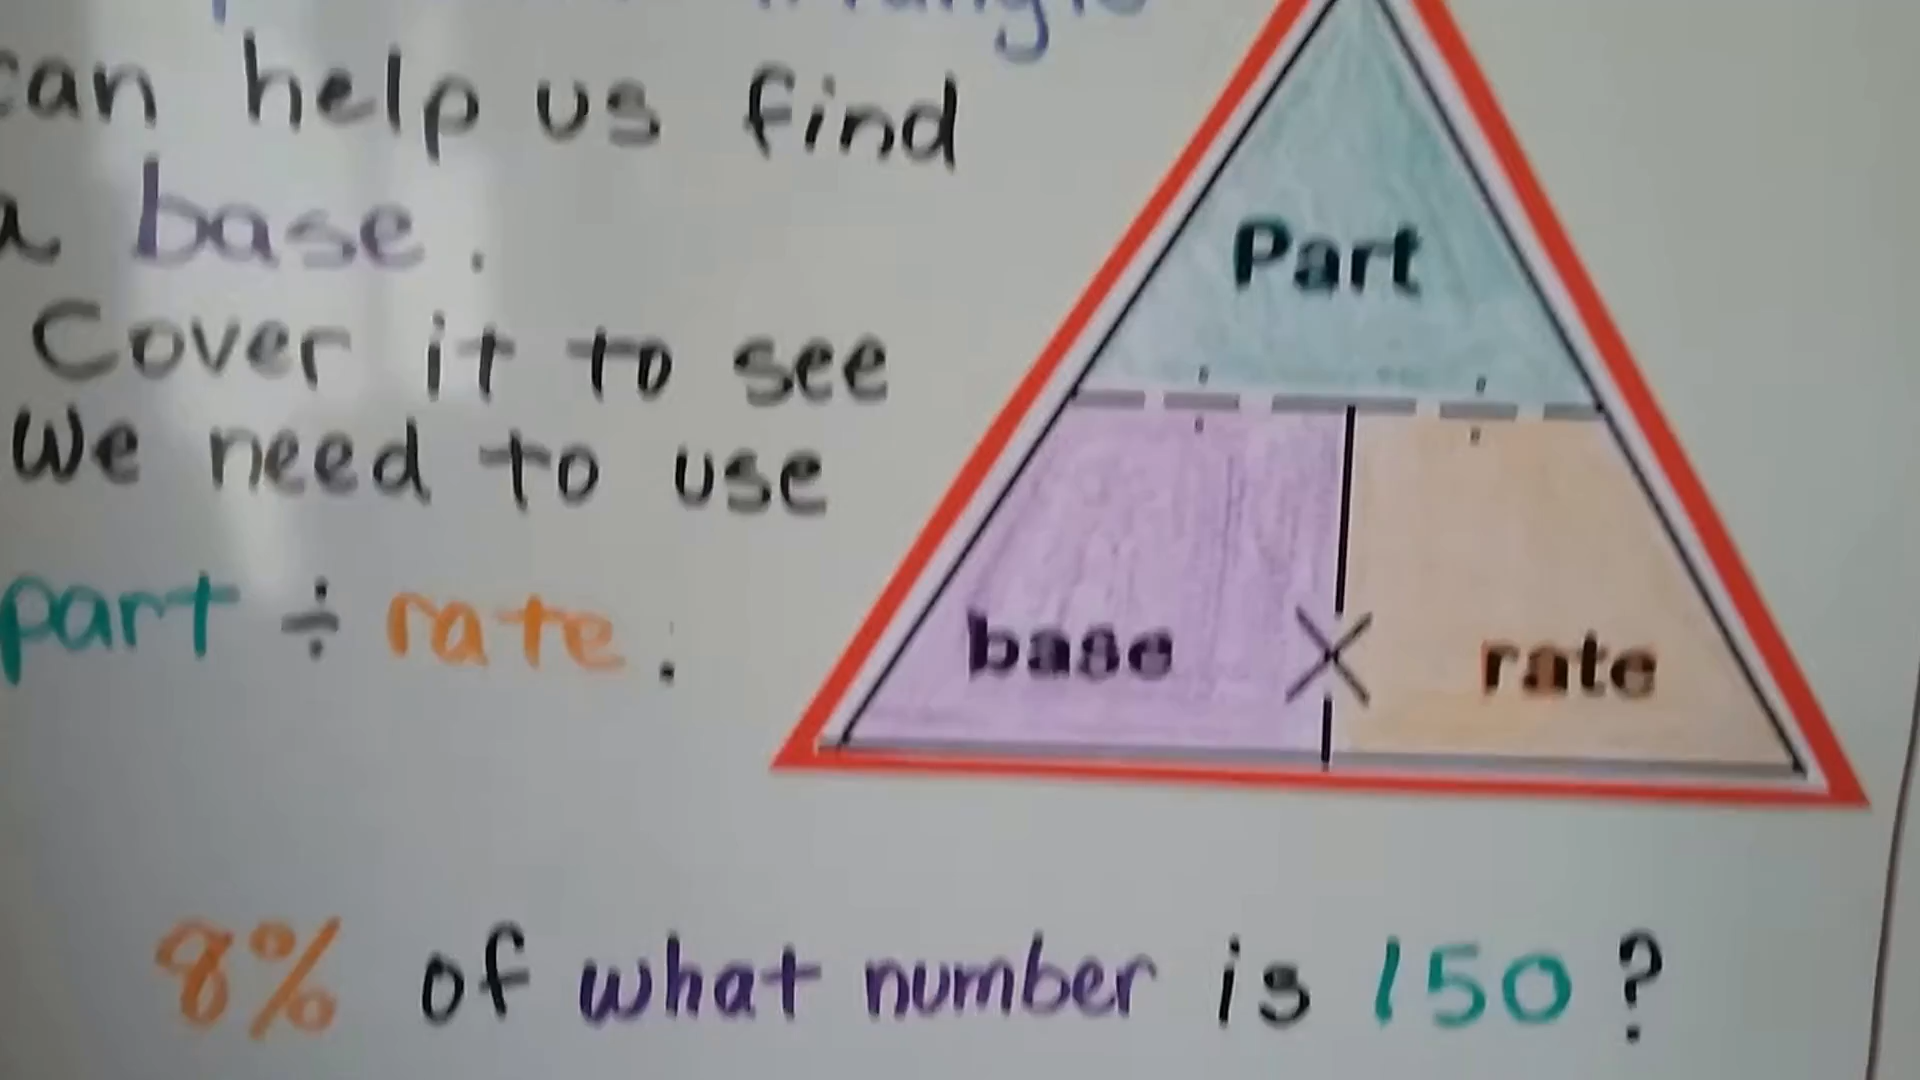 triangle
can help us find
a base.
Cover it to see
We need to use
part ÷ rate.
Part
base × rate
8% of what number is 150?